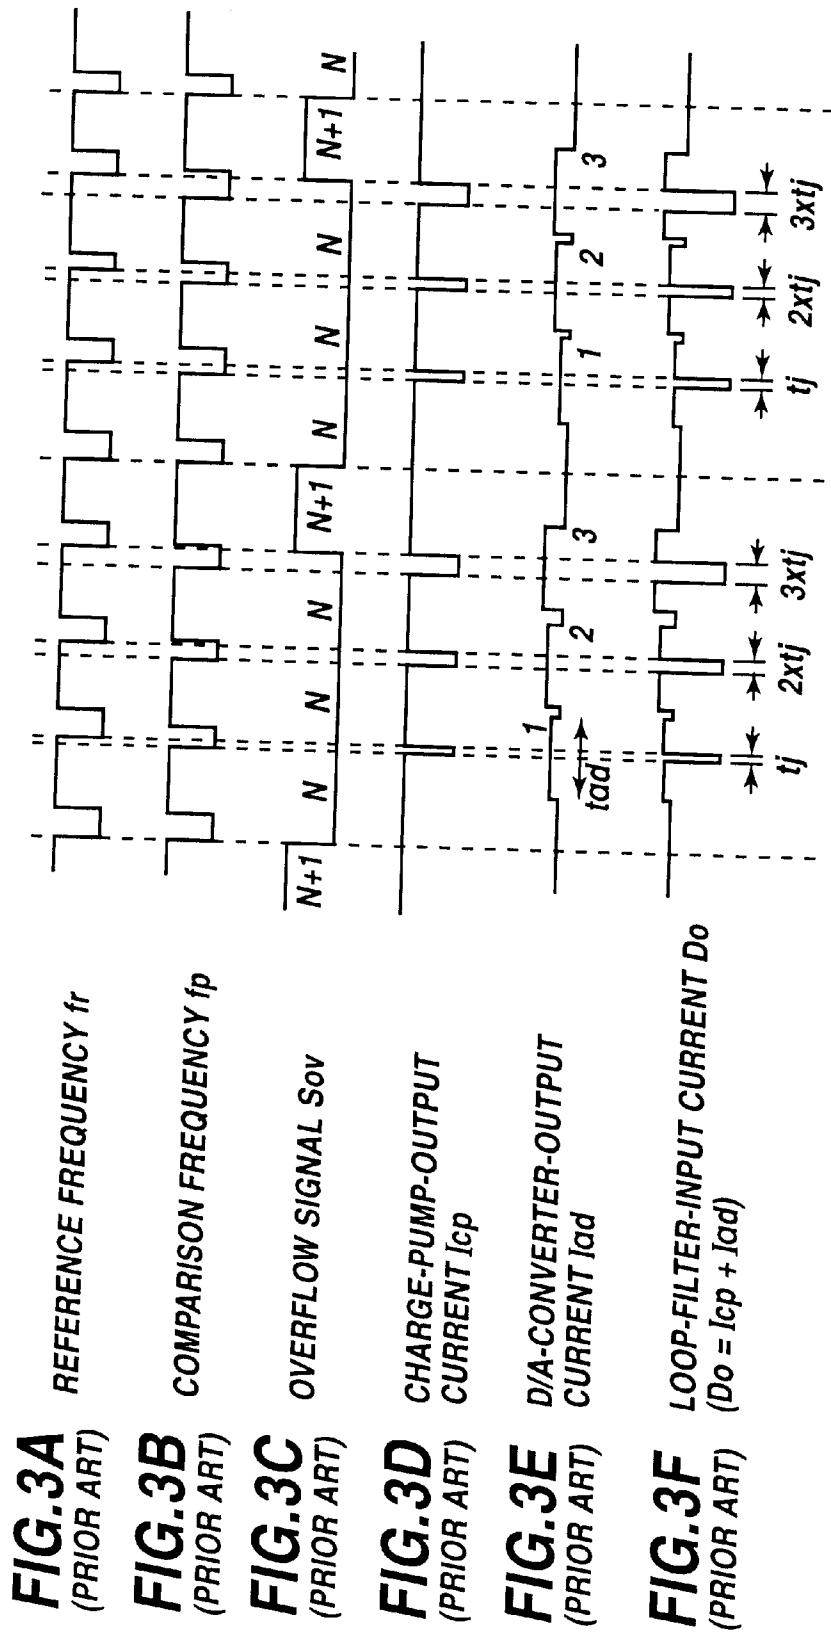 FIG.3A
(PRIOR ART)
REFERENCE FREQUENCY fr
FIG.3B
(PRIOR ART)
COMPARISON FREQUENCY fp
FIG.3C
(PRIOR ART)
OVERFLOW SIGNAL Sov
N+1 N N N N+1 N N N N+1 N
FIG.3D
(PRIOR ART)
CHARGE-PUMP-OUTPUT
CURRENT Icp
FIG.3E
(PRIOR ART)
D/A-CONVERTER-OUTPUT
CURRENT Iad
tad
1 2 3 1 2 3
FIG.3F
(PRIOR ART)
LOOP-FILTER-INPUT CURRENT Do
(Do = Icp + Iad)
tj 2xtj 3xtj tj 2xtj 3xtj